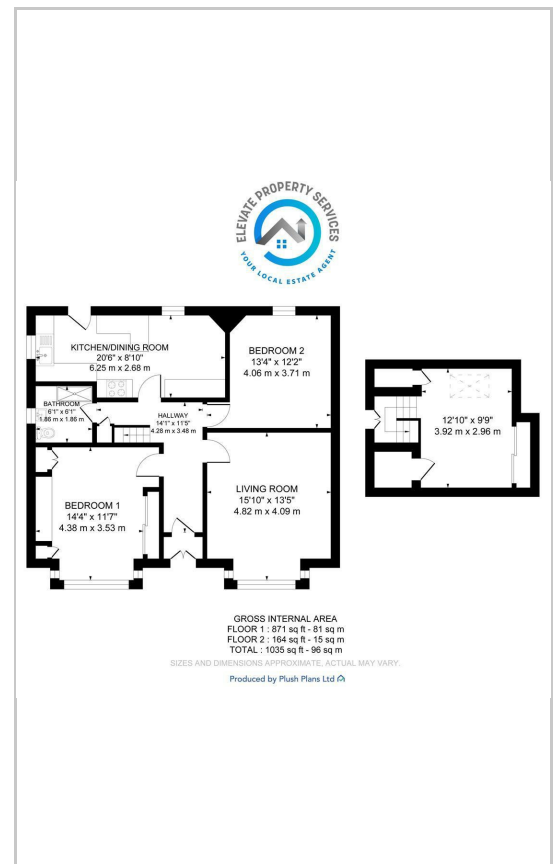 ELEVATE PROPERTY SERVICES
YOUR LOCAL ESTATE AGENT
KITCHEN/DINING ROOM
20'6" x 8'10"
6.25 m x 2.68 m
BEDROOM 2
13'4" x 12'2"
4.06 m x 3.71 m
BATHROOM
6'1" x 6'1"
1.86 m x 1.86 m
HALLWAY
14'1" x 11'5"
4.28 m x 3.48 m
12'10" x 9'9"
3.92 m x 2.96 m
BEDROOM 1
14'4" x 11'7"
4.38 m x 3.53 m
LIVING ROOM
15'10" x 13'5"
4.82 m x 4.09 m
GROSS INTERNAL AREA
FLOOR 1 : 871 sq ft - 81 sq m
FLOOR 2 : 164 sq ft - 15 sq m
TOTAL : 1035 sq ft - 96 sq m
SIZES AND DIMENSIONS APPROXIMATE, ACTUAL MAY VARY.
Produced by Plush Plans Ltd